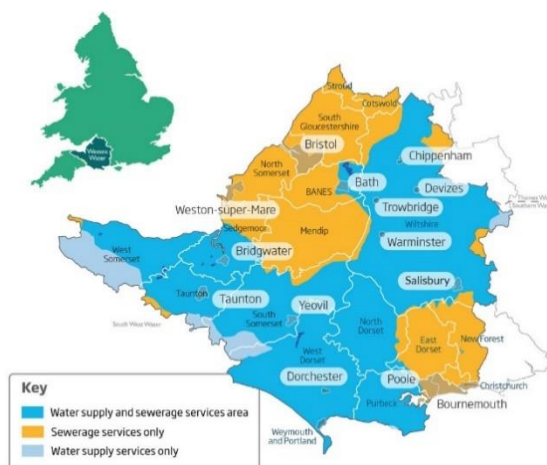 Wessex
Water
Stroud
Cotswold
South
Gloucestershire
Bristol
Chippenham
North
Somerset
BANES
Bath
Devizes
Weston-super-Mare
Trowbridge
Wiltshire
Sedgemoor
Mendip
Warminster
West
Somerset
Bridgwater
Salisbury
Taunton
Taunton
Yeovil
South
Somerset
North
Dorset
East
Dorset
New Forest
South West Water
West
Dorset
Dorchester
Poole
Christchurch
Purbeck
Bournemouth
Weymouth
and Portland
Key
Water supply and sewerage services area
Sewerage services only
Water supply services only